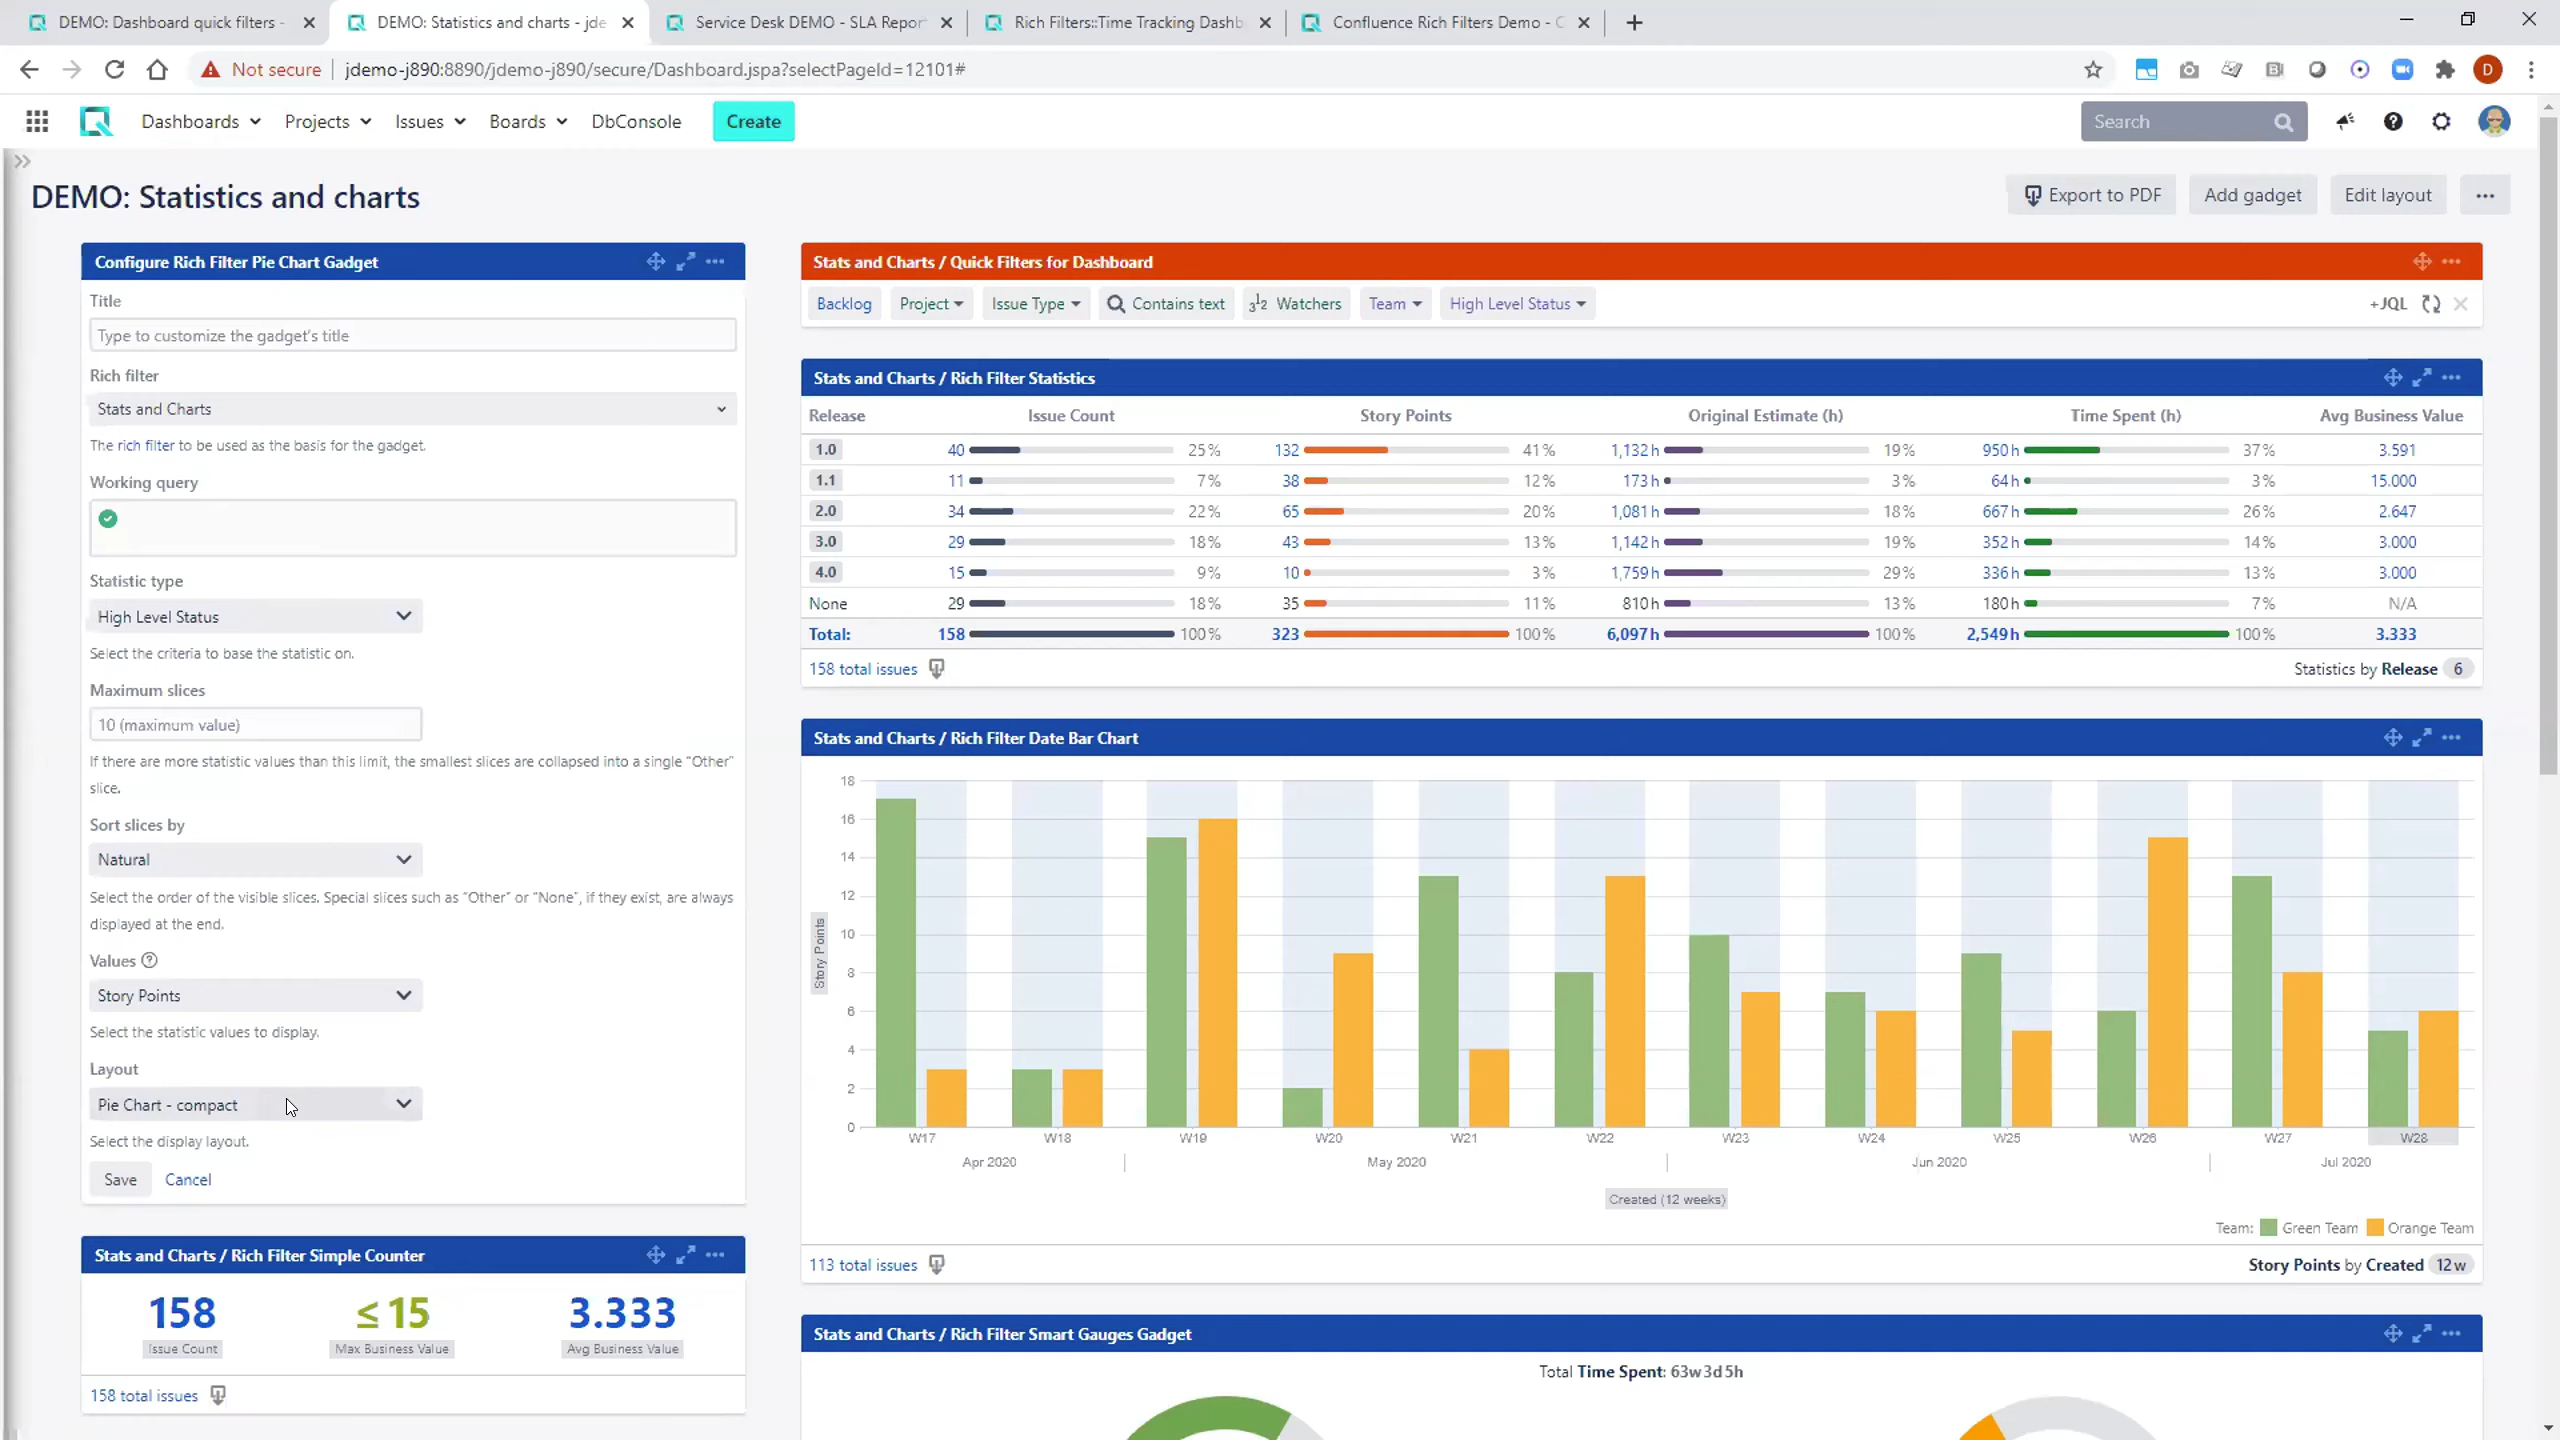 DEMO: Dashboard quick filters -
DEMO: Statistics and charts - jde
Service Desk DEMO - SLA Report
Rich Filters::Time Tracking Dashb
Confluence Rich Filters Demo - C
Not secure
jdemo-j890:8890/jdemo-j890/secure/Dashboard.jspa?selectPageId=12101#
D
Dashboards
Projects
Issues
Boards
DbConsole
Create
Search
DEMO: Statistics and charts
Export to PDF
Add gadget
Edit layout
Configure Rich Filter Pie Chart Gadget
Title
Type to customize the gadget's title
Rich filter
Stats and Charts
The rich filter to be used as the basis for the gadget.
Working query
Statistic type
High Level Status
Select the criteria to base the statistic on.
Maximum slices
10 (maximum value)
If there are more statistic values than this limit, the smallest slices are collapsed into a single “Other”
slice.
Sort slices by
Natural
Select the order of the visible slices. Special slices such as “Other” or “None”, if they exist, are always
displayed at the end.
Values
Story Points
Select the statistic values to display.
Layout
Pie Chart - compact
Select the display layout.
Save Cancel
Stats and Charts / Rich Filter Simple Counter
158 ≤ 15 3.333
Issue Count Max Business Value Avg Business Value
158 total issues
Stats and Charts / Quick Filters for Dashboard
Backlog Project Issue Type Contains text 312 Watchers Team High Level Status +JQL
Stats and Charts / Rich Filter Statistics
Release Issue Count Story Points Original Estimate (h) Time Spent (h) Avg Business Value
1.0 40 25% 132 41% 1,132h 19% 950h 37% 3.591
1.1 11 7% 38 12% 173h 3% 64h 3% 15.000
2.0 34 22% 65 20% 1,081h 18% 667h 26% 2.647
3.0 29 18% 43 13% 1,142h 19% 352h 14% 3.000
4.0 15 9% 10 3% 1,759h 29% 336h 13% 3.000
None 29 18% 35 11% 810h 13% 180h 7% N/A
Total: 158 100% 323 100% 6,097h 100% 2,549h 100% 3.333
158 total issues
Statistics by Release 6
Stats and Charts / Rich Filter Date Bar Chart
18
16
14
12
10
8
6
4
2
0
Story Points
W17 W18 W19 W20 W21 W22 W23 W24 W25 W26 W27 W28
Apr 2020 May 2020 Jun 2020 Jul 2020
Created (12 weeks)
Team: Green Team Orange Team
113 total issues
Story Points by Created 12w
Stats and Charts / Rich Filter Smart Gauges Gadget
Total Time Spent: 63w 3d 5h